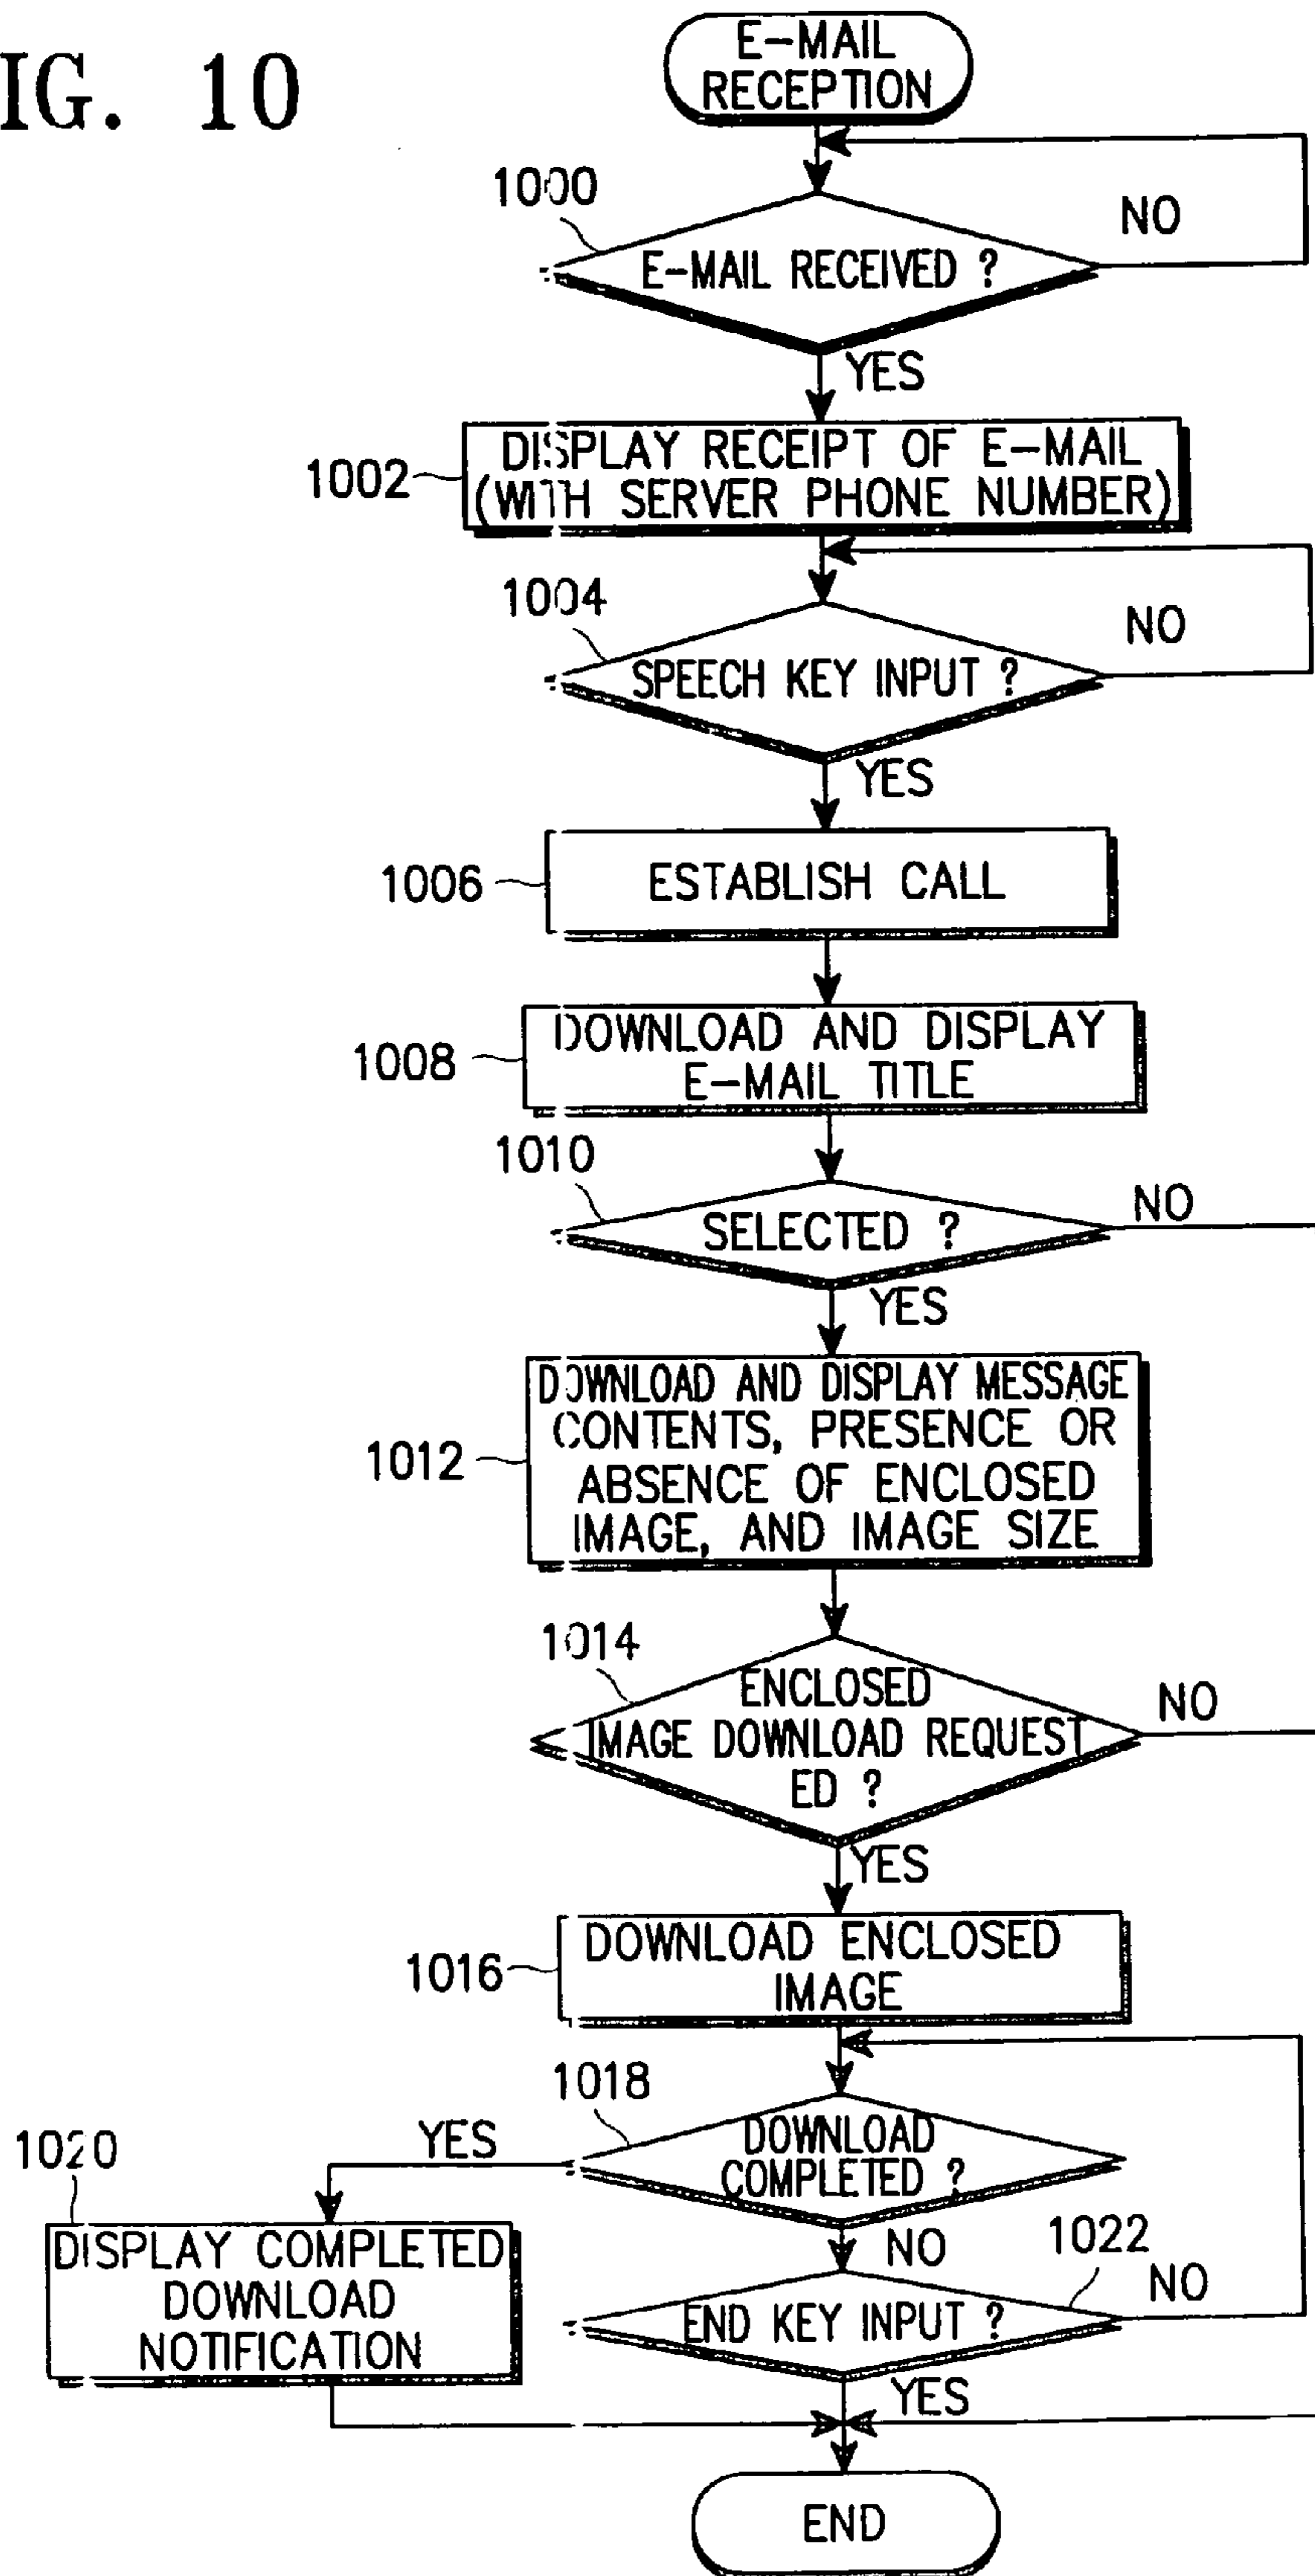 IG. 10
E-MAIL
RECEPTION
1000
NO
E-MAIL RECEIVED ?
YES
1002
DISPLAY RECEIPT OF E-MAIL
(WITH SERVER PHONE NUMBER)
1004
NO
SPEECH KEY INPUT ?
YES
1006
ESTABLISH CALL
1008
DOWNLOAD AND DISPLAY
E-MAIL TITLE
1010
NO
SELECTED ?
YES
1012
DOWNLOAD AND DISPLAY MESSAGE
CONTENTS, PRESENCE OR
ABSENCE OF ENCLOSED
IMAGE, AND IMAGE SIZE
1014
NO
ENCLOSED
IMAGE DOWNLOAD REQUEST
ED ?
YES
1016
DOWNLOAD ENCLOSED
IMAGE
1018
YES
DOWNLOAD
COMPLETED ?
1020
DISPLAY COMPLETED
DOWNLOAD
NOTIFICATION
NO
1022
NO
END KEY INPUT ?
YES
END